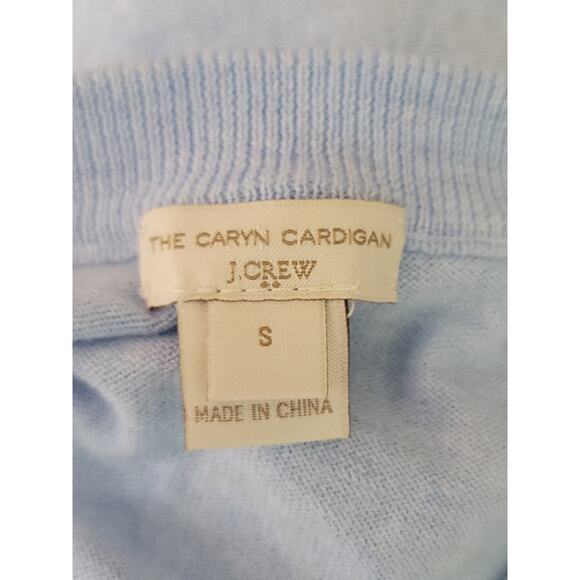 THE CARYN CARDIGAN
J.CREW
S
MADE IN CHINA